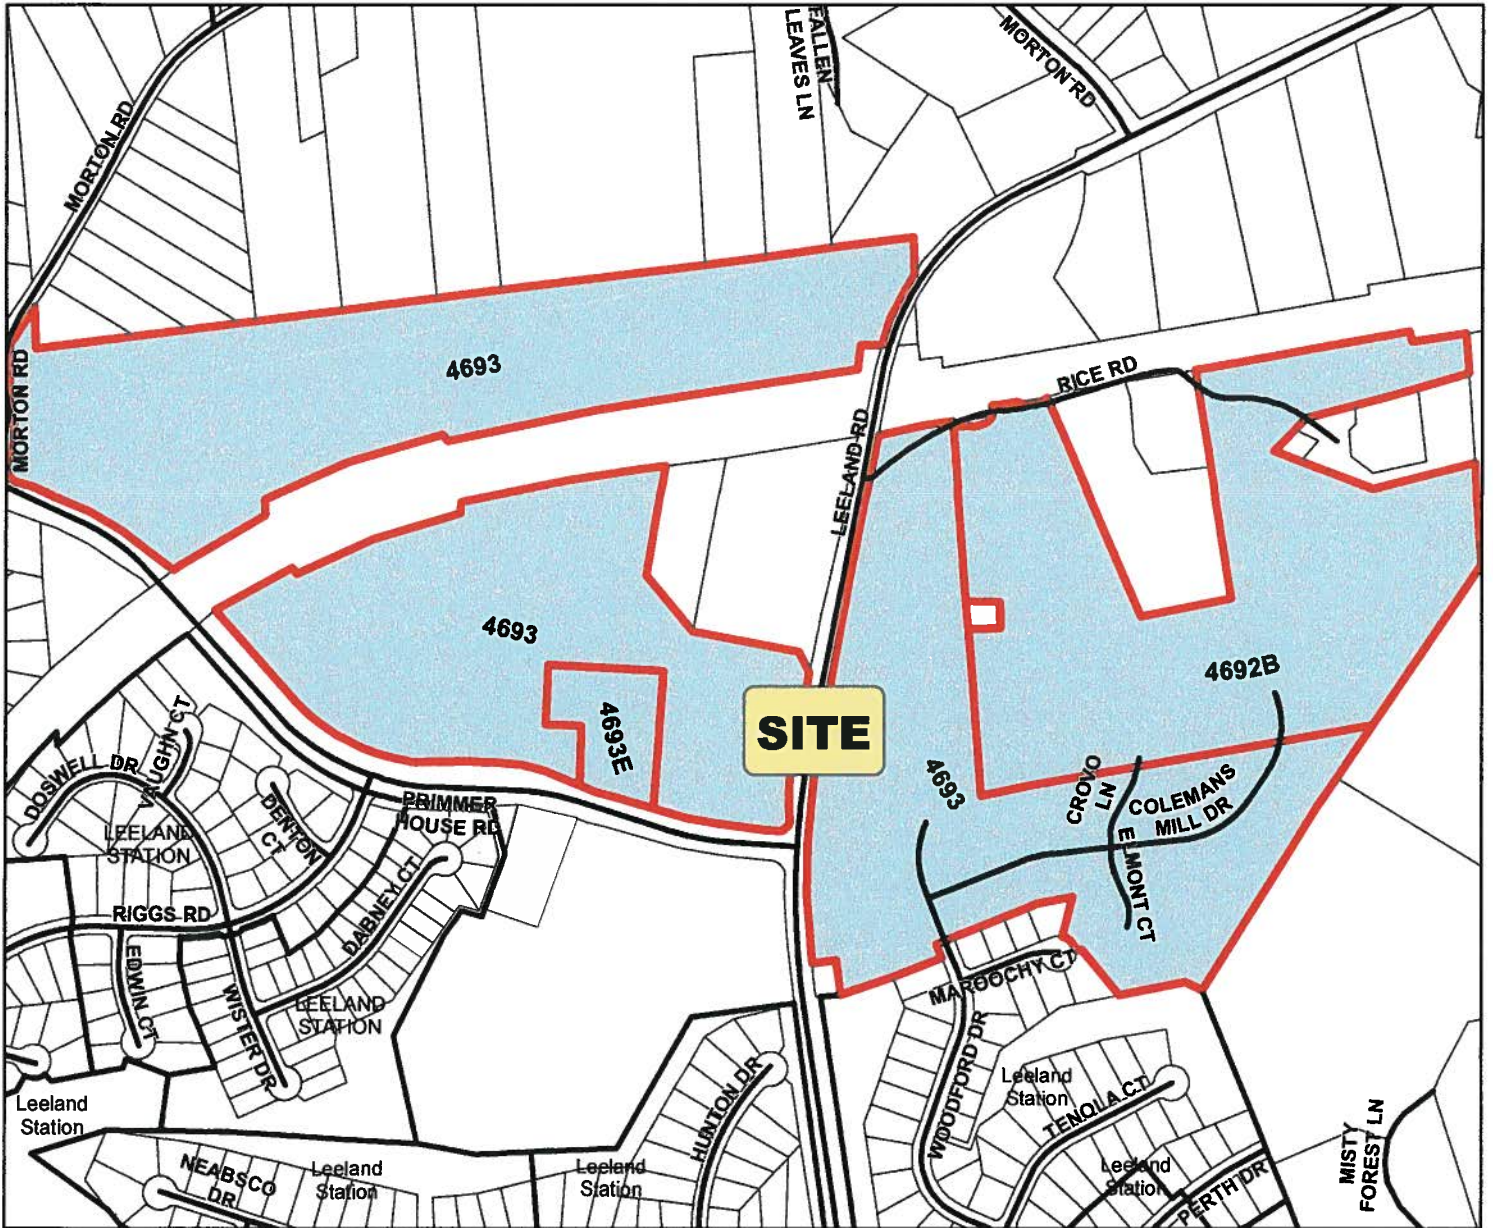 FALLEN
LEAVES LN
MORTON RD
MORTON RD
MORTON RD
4693
RICE RD
LEELAND RD
4693
4693E
SITE
4692B
4693
CROVO
LN
COLEMANS
MILL DR
ELMONT CT
VAUGHN CT
DOSWELL DR
DENTON
CT
PRIMMER
HOUSE RD
LEELAND
STATION
DABNEY CT
RIGGS RD
EDWIN CT
WISTER DR
LEELAND
STATION
MAROOCHY CT
WOODFORD DR
Leeland
Station
TENOLA CT
HUNTON DR
Leeland
Station
NEABSCO
DR
Leeland
Station
Leeland
Station
Leeland
Station
PERTH DR
MISTY
FOREST LN